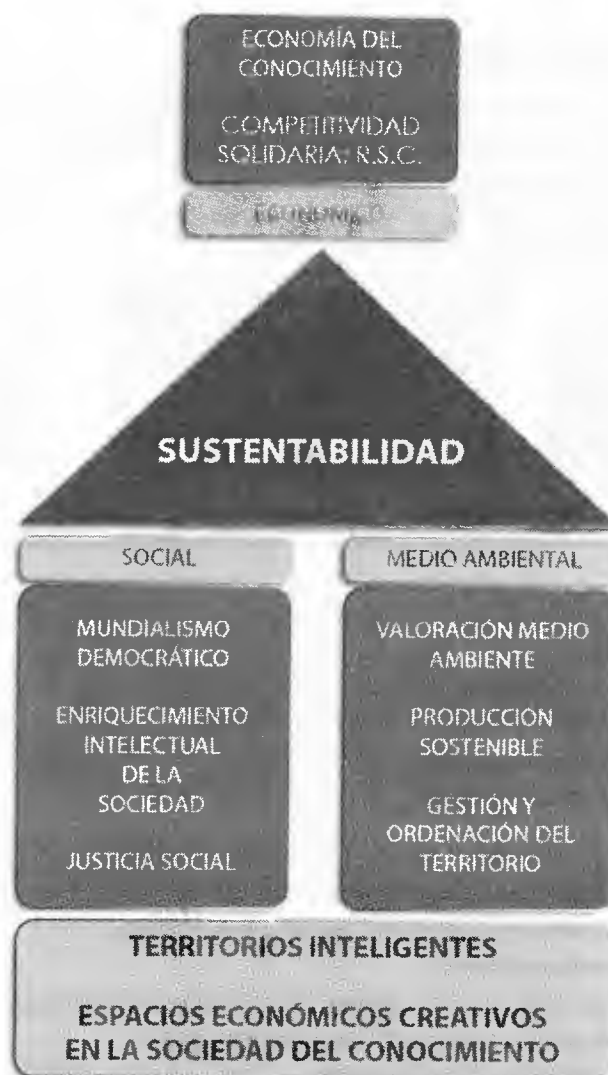 ECONOMÍA DEL
CONOCIMIENTO
COMPETITIVIDAD
SOLIDARIA: R.S.C.
SUSTENTABILIDAD
SOCIAL
MUNDIALISMO
DEMOCRÁTICO
ENRIQUECIMIENTO
INTELECTUAL
DE LA
SOCIEDAD
JUSTICIA SOCIAL
MEDIO AMBIENTAL
VALORACIÓN MEDIO
AMBIENTE
PRODUCCIÓN
SOSTENIBLE
GESTIÓN Y
ORDENACIÓN DEL
TERRITORIO
TERRITORIOS INTELIGENTES
ESPACIOS ECONÓMICOS CREATIVOS
EN LA SOCIEDAD DEL CONOCIMIENTO